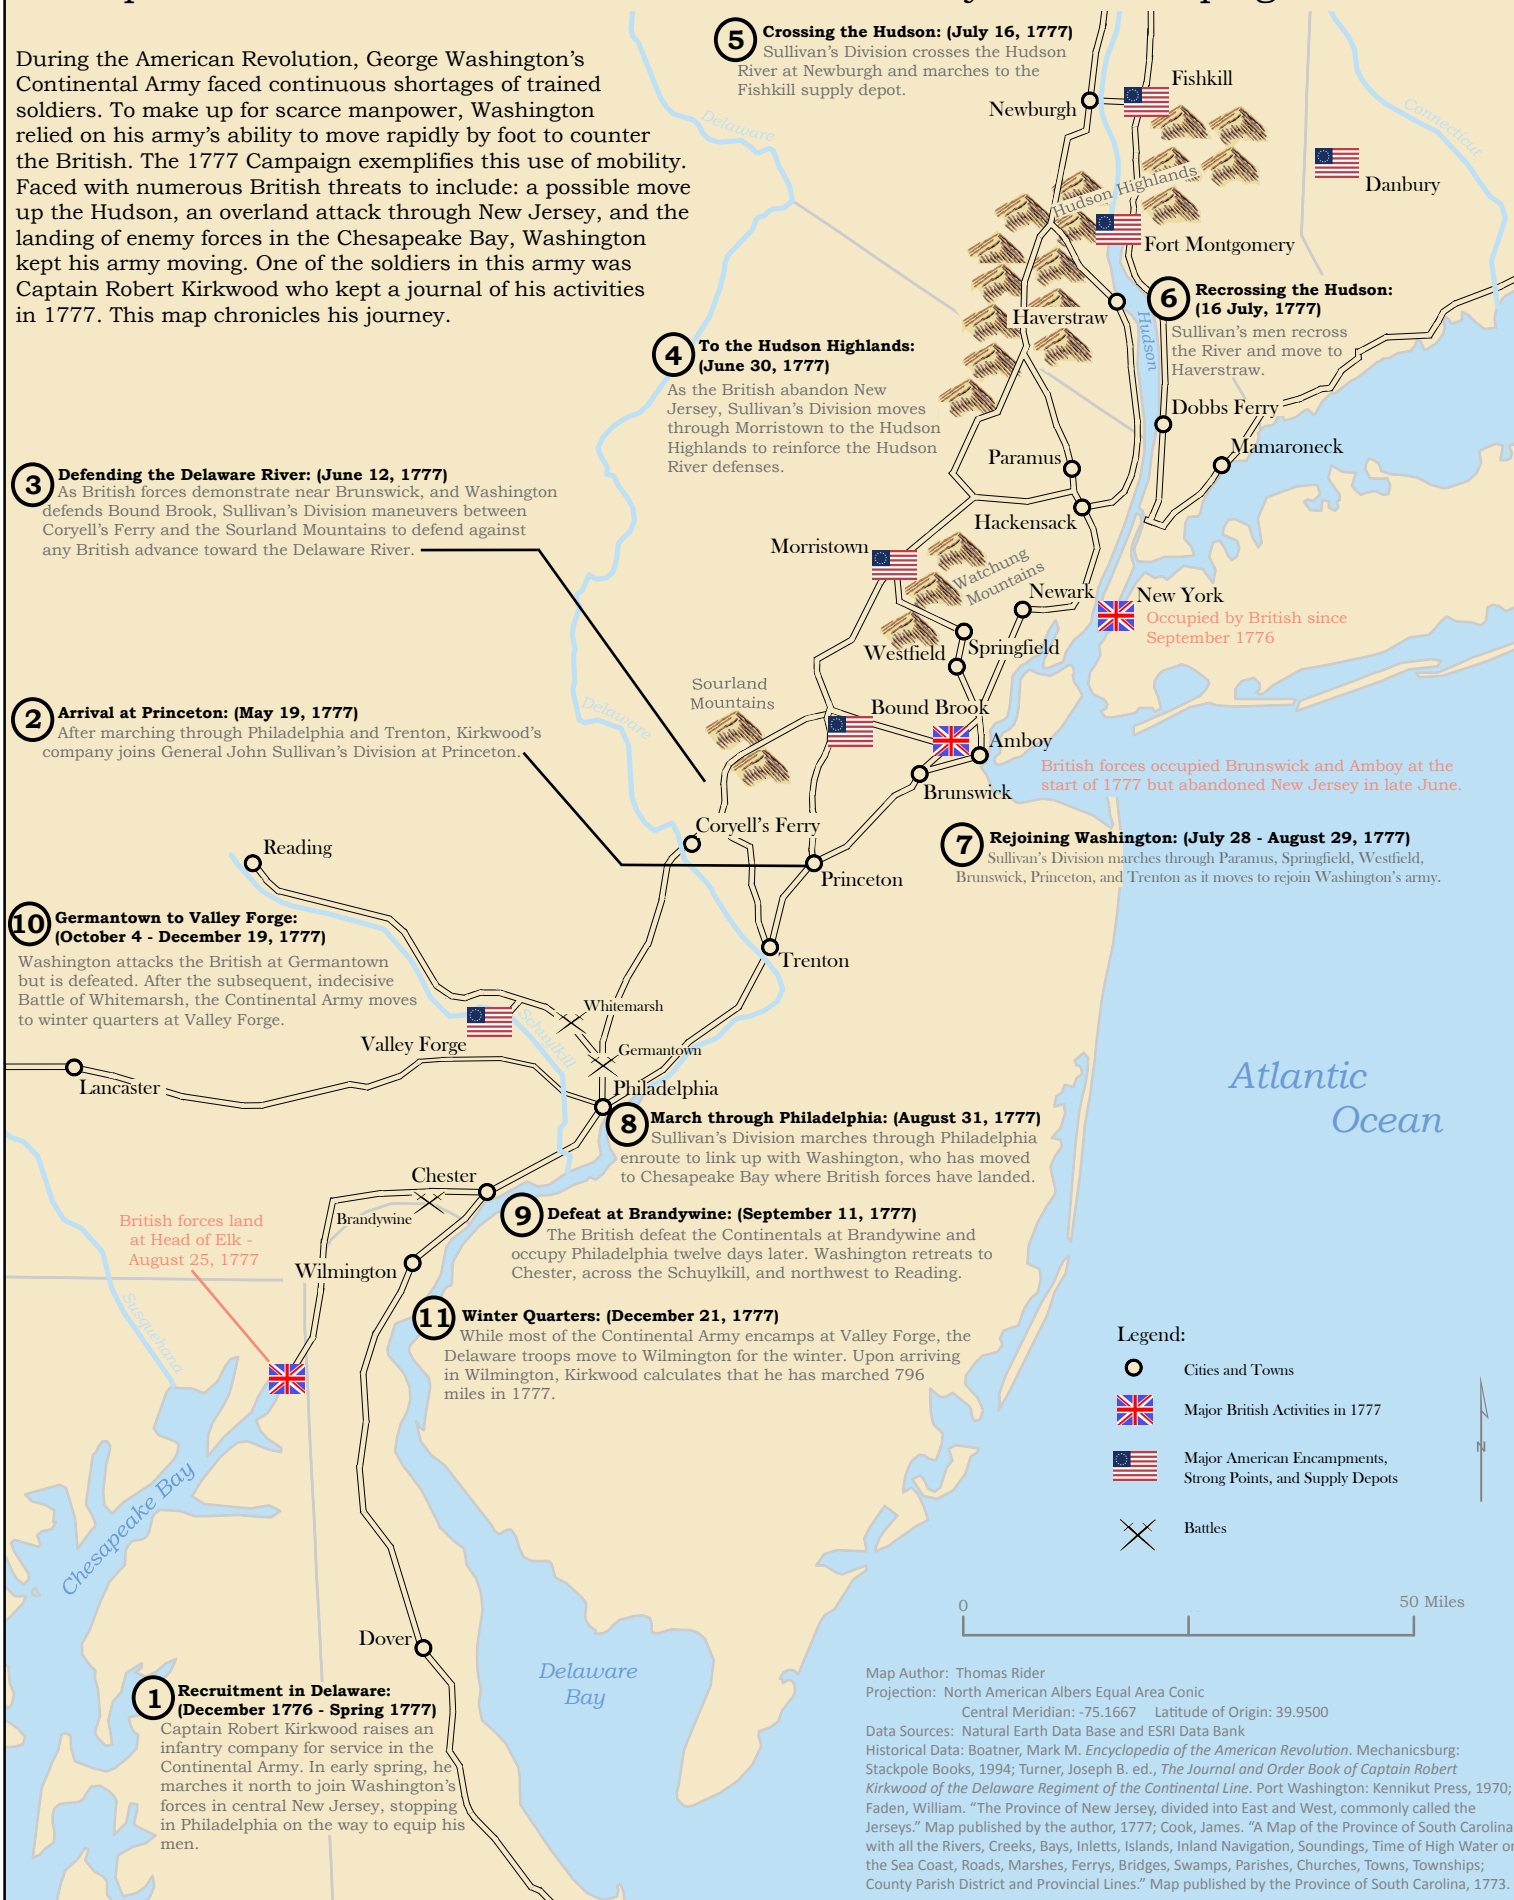 During the American Revolution, George Washington's
Continental Army faced continuous shortages of trained
soldiers. To make up for scarce manpower, Washington
relied on his army's ability to move rapidly by foot to counter
the British. The 1777 Campaign exemplifies this use of mobility.
Faced with numerous British threats to include: a possible move
up the Hudson, an overland attack through New Jersey, and the
landing of enemy forces in the Chesapeake Bay, Washington
kept his army moving. One of the soldiers in this army was
Captain Robert Kirkwood who kept a journal of his activities
in 1777. This map chronicles his journey.
5
Crossing the Hudson: (July 16, 1777)
Sullivan's Division crosses the Hudson
River at Newburgh and marches to the
Fishkill supply depot.
Fishkill
Newburgh
Delaware
Connecticut
Danbury
Hudson Highlands
Fort Montgomery
6
Recrossing the Hudson:
(16 July, 1777)
Sullivan's men recross
the River and move to
Haverstraw.
Haverstraw
Hudson
4
To the Hudson Highlands:
(June 30, 1777)
As the British abandon New
Jersey, Sullivan's Division moves
through Morristown to the Hudson
Highlands to reinforce the Hudson
River defenses.
Dobbs Ferry
Mamaroneck
Paramus
Hackensack
3
Defending the Delaware River: (June 12, 1777)
As British forces demonstrate near Brunswick, and Washington
defends Bound Brook, Sullivan's Division maneuvers between
Coryell's Ferry and the Sourland Mountains to defend against
any British advance toward the Delaware River.
Morristown
Watchung
Mountains
Newark
New York
Occupied by British since
September 1776
Westfield
Springfield
Sourland
Mountains
Delaware
2
Arrival at Princeton: (May 19, 1777)
After marching through Philadelphia and Trenton, Kirkwood's
company joins General John Sullivan's Division at Princeton.
Bound Brook
Amboy
British forces occupied Brunswick and Amboy at the
start of 1777 but abandoned New Jersey in late June.
Brunswick
Coryell's Ferry
7
Rejoining Washington: (July 28 - August 29, 1777)
Sullivan's Division marches through Paramus, Springfield, Westfield,
Brunswick, Princeton, and Trenton as it moves to rejoin Washington's army.
Reading
Princeton
10
Germantown to Valley Forge:
(October 4 - December 19, 1777)
Washington attacks the British at Germantown
but is defeated. After the subsequent, indecisive
Battle of Whitemarsh, the Continental Army moves
to winter quarters at Valley Forge.
Trenton
Whitemarsh
Schuylkill
Valley Forge
Germantown
Lancaster
Philadelphia
Atlantic
Ocean
8
March through Philadelphia: (August 31, 1777)
Sullivan's Division marches through Philadelphia
enroute to link up with Washington, who has moved
to Chesapeake Bay where British forces have landed.
Chester
Brandywine
9
Defeat at Brandywine: (September 11, 1777)
The British defeat the Continentals at Brandywine and
occupy Philadelphia twelve days later. Washington retreats to
Chester, across the Schuylkill, and northwest to Reading.
British forces land
at Head of Elk -
August 25, 1777
Wilmington
Susquehana
11
Winter Quarters: (December 21, 1777)
While most of the Continental Army encamps at Valley Forge, the
Delaware troops move to Wilmington for the winter. Upon arriving
in Wilmington, Kirkwood calculates that he has marched 796
miles in 1777.
Legend:
Cities and Towns
Major British Activities in 1777
Major American Encampments,
Strong Points, and Supply Depots
Battles
N
Chesapeake Bay
0
50 Miles
Dover
Delaware
Bay
1
Recruitment in Delaware:
(December 1776 - Spring 1777)
Captain Robert Kirkwood raises an
infantry company for service in the
Continental Army. In early spring, he
marches it north to join Washington's
forces in central New Jersey, stopping
in Philadelphia on the way to equip his
men.
Map Author: Thomas Rider
Projection: North American Albers Equal Area Conic
Central Meridian: -75.1667 Latitude of Origin: 39.9500
Data Sources: Natural Earth Data Base and ESRI Data Bank
Historical Data: Boatner, Mark M. Encyclopedia of the American Revolution. Mechanicsburg:
Stackpole Books, 1994; Turner, Joseph B. ed., The Journal and Order Book of Captain Robert
Kirkwood of the Delaware Regiment of the Continental Line. Port Washington: Kennikut Press, 1970;
Faden, William. "The Province of New Jersey, divided into East and West, commonly called the
Jerseys." Map published by the author, 1777; Cook, James. "A Map of the Province of South Carolina
with all the Rivers, Creeks, Bays, Inletts, Islands, Inland Navigation, Soundings, Time of High Water on
the Sea Coast, Roads, Marshes, Ferrys, Bridges, Swamps, Parishes, Churches, Towns, Townships;
County Parish District and Provincial Lines." Map published by the Province of South Carolina, 1773.